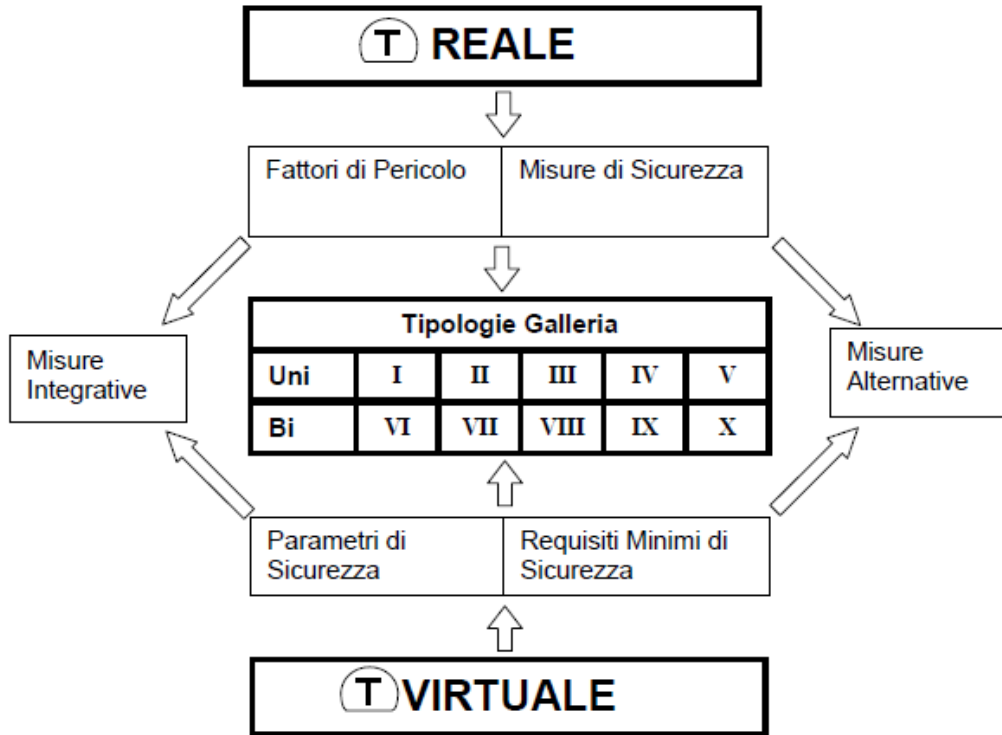 T REALE
Fattori di Pericolo
Misure di Sicurezza
Tipologie Galleria
Uni I II III IV V
Bi VI VII VIII IX X
Misure
Integrative
Misure
Alternative
Parametri di
Sicurezza
Requisiti Minimi di
Sicurezza
T VIRTUALE